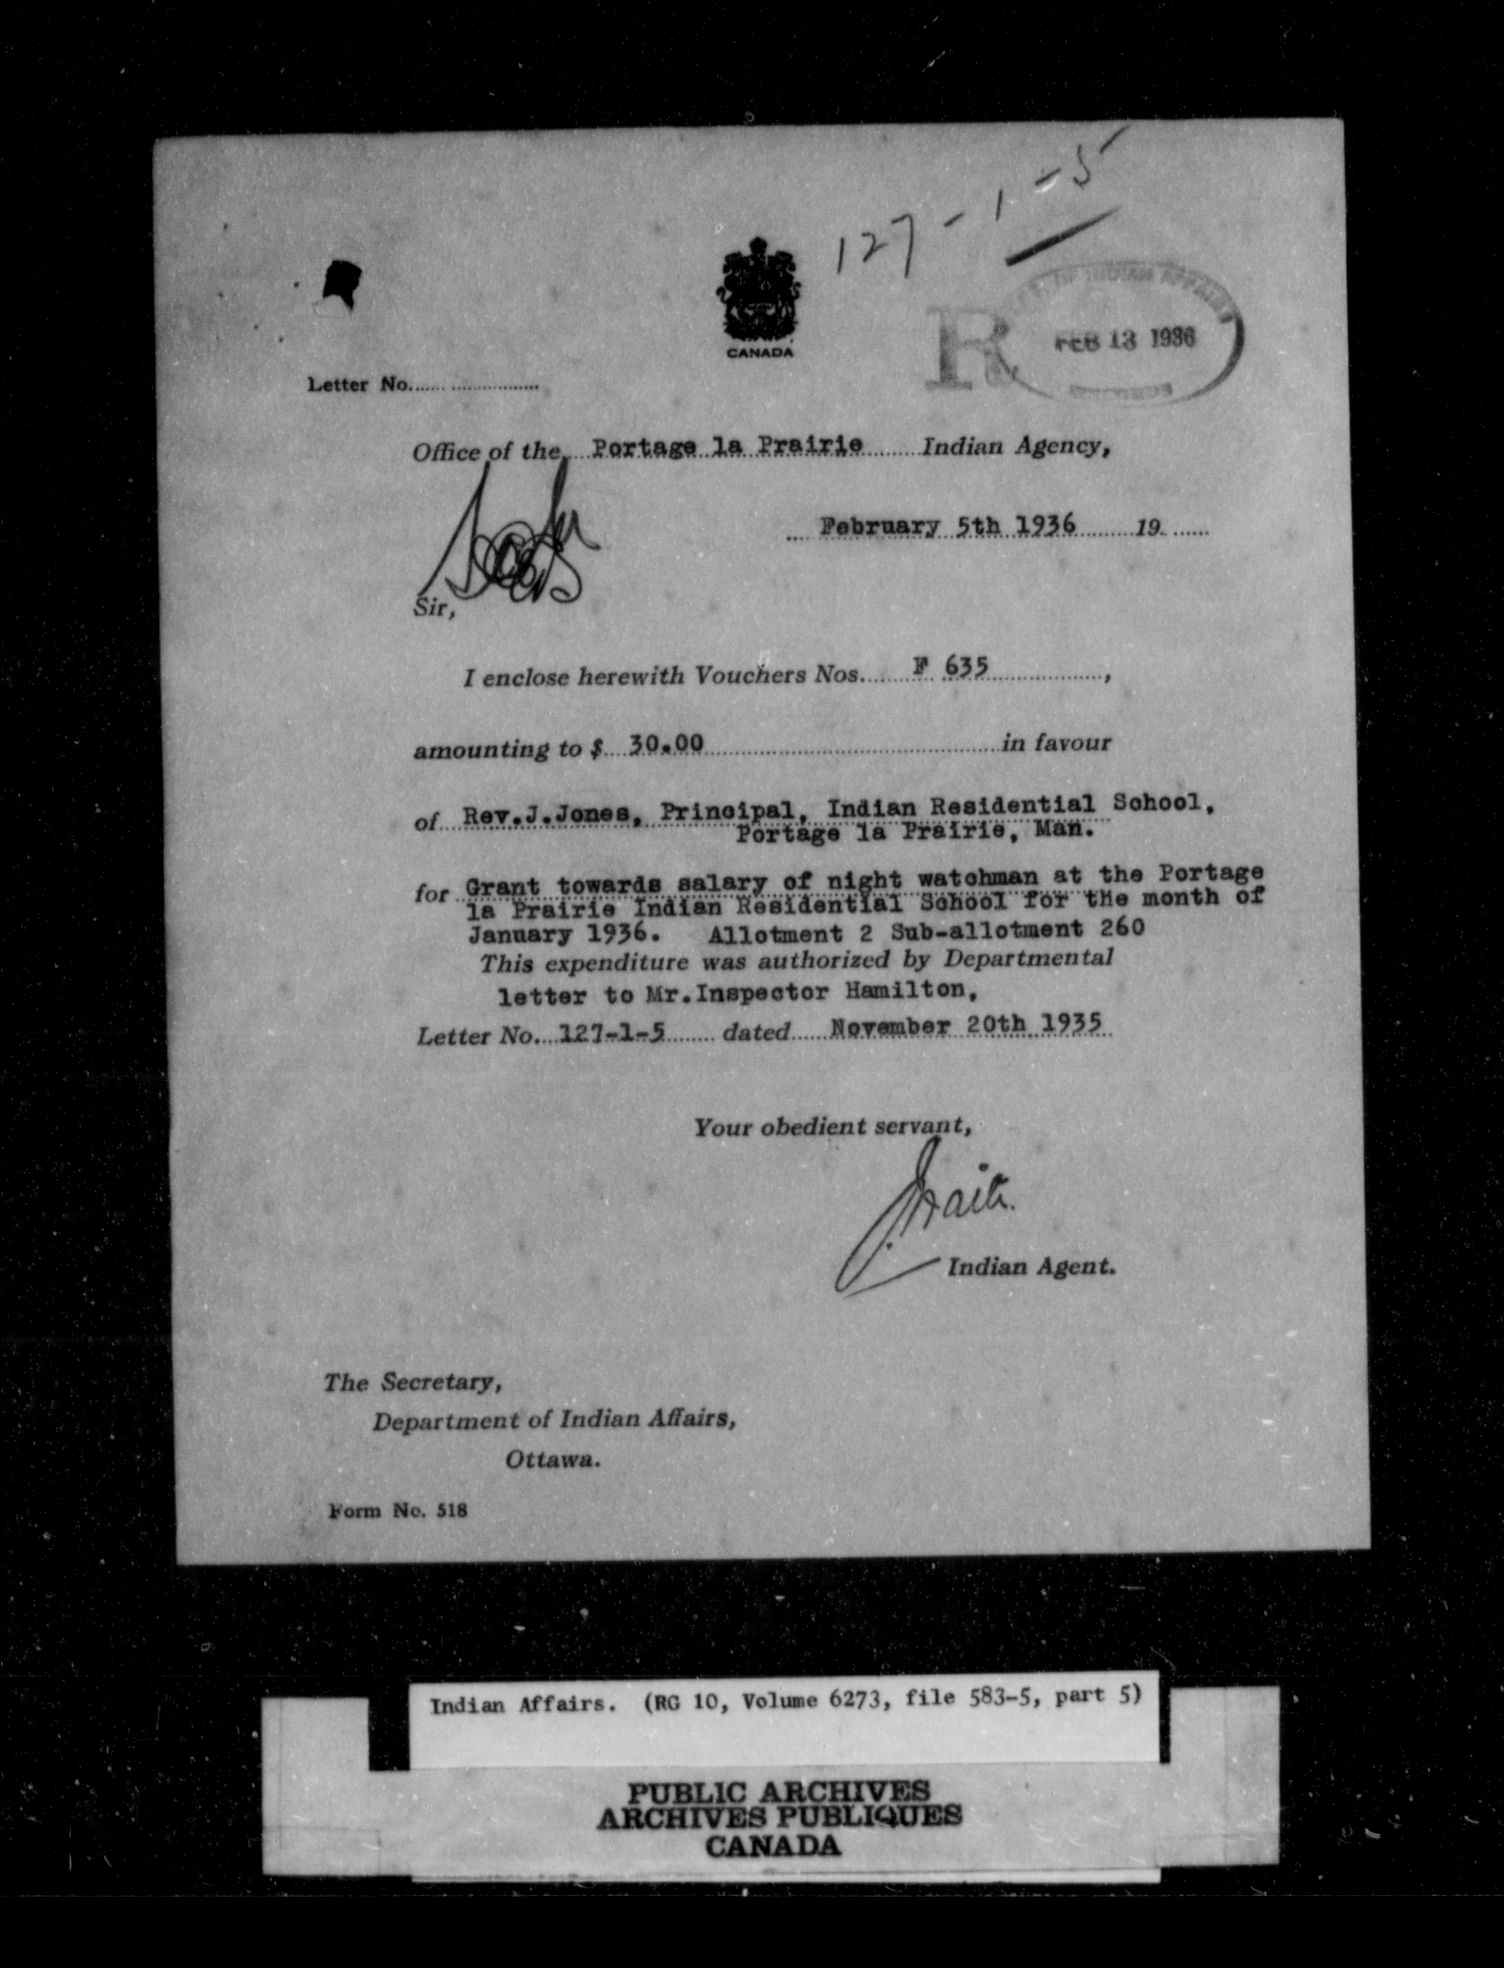 127-1-5
CANADA
R
DEPT. OF INDIAN AFFAIRS
FEB 13 1936
RECORDS
Letter No.
Office of the Portage la Prairie Indian Agency,
February 5th 1936 19
Sir,
I enclose herewith Vouchers Nos. F 635 ,
amounting to $ 30.00 in favour
of Rev.J.Jones, Principal, Indian Residential School,
Portage la Prairie, Man.
for Grant towards salary of night watchman at the Portage
la Prairie Indian Residential School for the month of
January 1936. Allotment 2 Sub-allotment 260
This expenditure was authorized by Departmental
letter to Mr.Inspector Hamilton,
Letter No. 127-1-5 dated November 20th 1935
Your obedient servant,
Indian Agent.
The Secretary,
Department of Indian Affairs,
Ottawa.
Form No. 518
Indian Affairs. (RG 10, Volume 6273, file 583-5, part 5)
PUBLIC ARCHIVES
ARCHIVES PUBLIQUES
CANADA